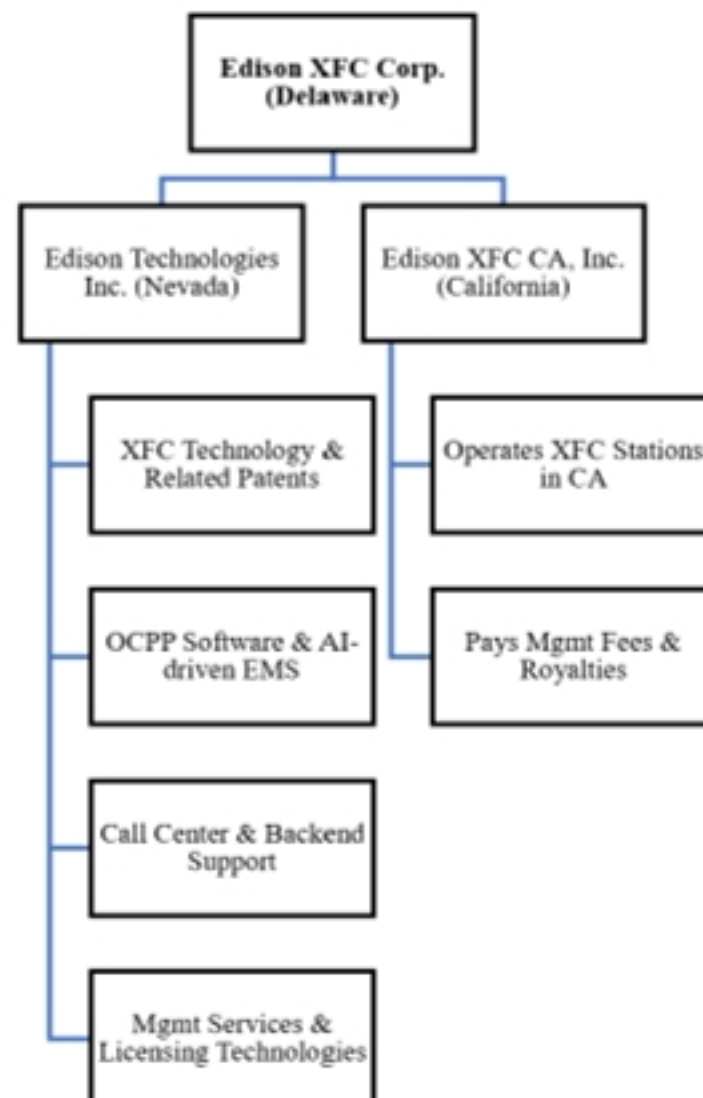 Edison XFC Corp.
(Delaware)
Edison Technologies
Inc. (Nevada)
Edison XFC CA, Inc.
(California)
XFC Technology &
Related Patents
Operates XFC Stations
in CA
OCPP Software & AI-
driven EMS
Pays Mgmt Fees &
Royalties
Call Center & Backend
Support
Mgmt Services &
Licensing Technologies